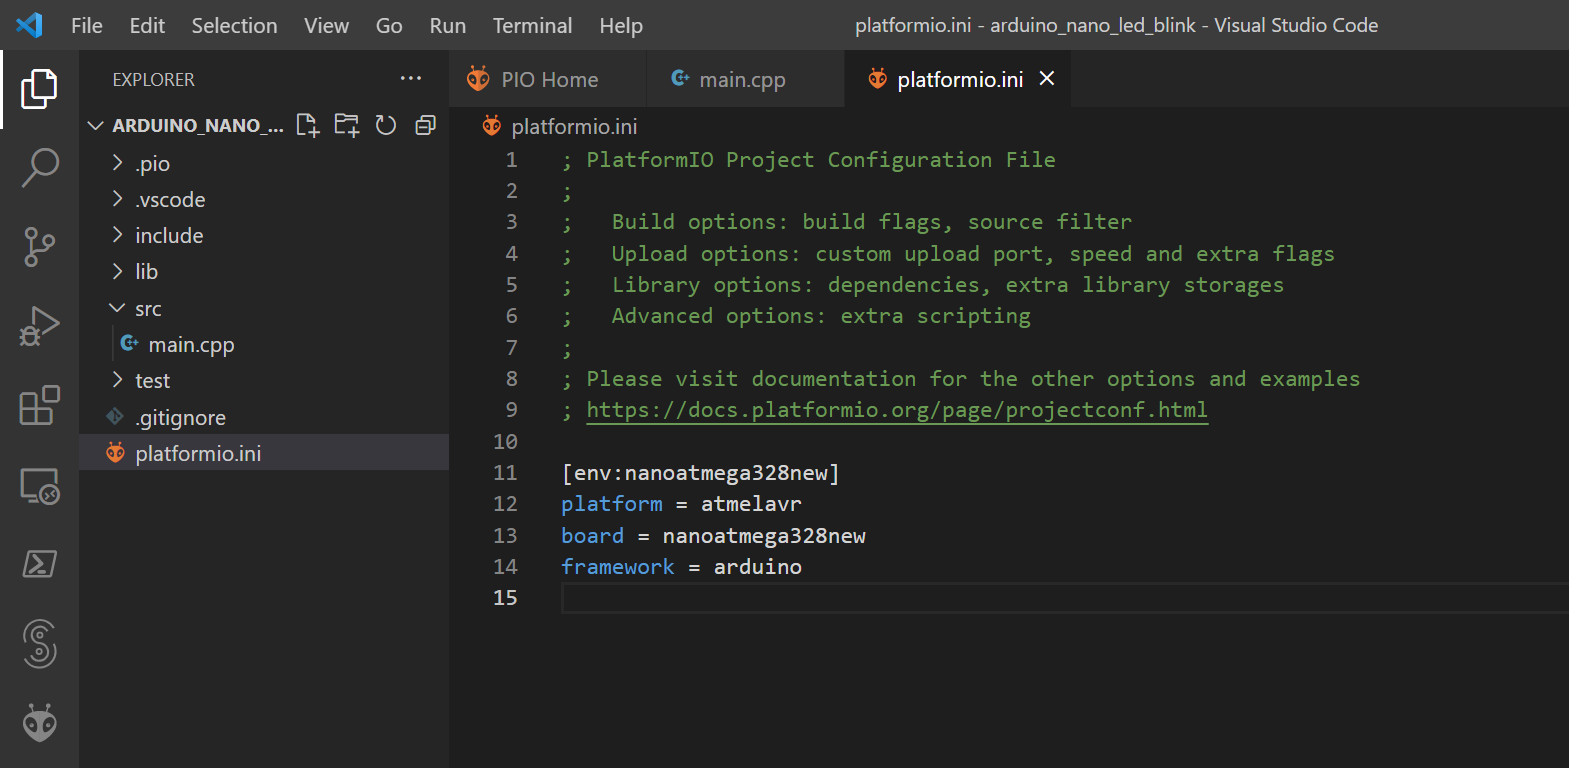 File Edit Selection View Go Run Terminal Help
platformio.ini - arduino_nano_led_blink - Visual Studio Code
EXPLORER ···
ARDUINO_NANO_...
.pio
.vscode
include
lib
src
main.cpp
test
.gitignore
platformio.ini
PIO Home
main.cpp
platformio.ini
platformio.ini
1 ; PlatformIO Project Configuration File
2 ;
3 ;   Build options: build flags, source filter
4 ;   Upload options: custom upload port, speed and extra flags
5 ;   Library options: dependencies, extra library storages
6 ;   Advanced options: extra scripting
7 ;
8 ; Please visit documentation for the other options and examples
9 ; https://docs.platformio.org/page/projectconf.html
10
11 [env:nanoatmega328new]
12 platform = atmelavr
13 board = nanoatmega328new
14 framework = arduino
15